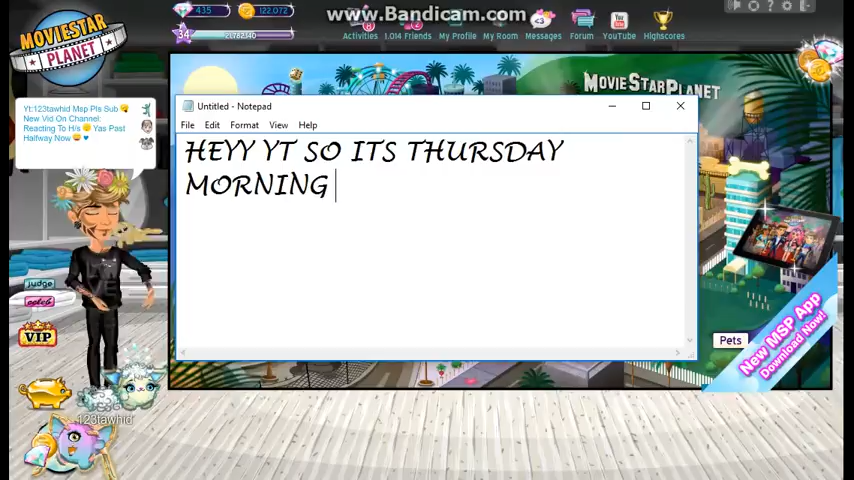 www.Bandicam.com
435
122,072
34
21,782,140
Activities
1.014 Friends
My Profile
My Room
Messages
Forum
YouTube
Highscores
MOVIESTAR
PLANET
MOVIESTARPLANET
Yt:123tawhid Msp Pls Sub
New Vid On Channel:
Reacting To H/s Yas Past
Halfway Now
Untitled - Notepad
File Edit Format View Help
HEYY YT SO ITS THURSDAY
MORNING
judge
celeb
VIP
123tawhid
Pets
New MSP App
Download Now!